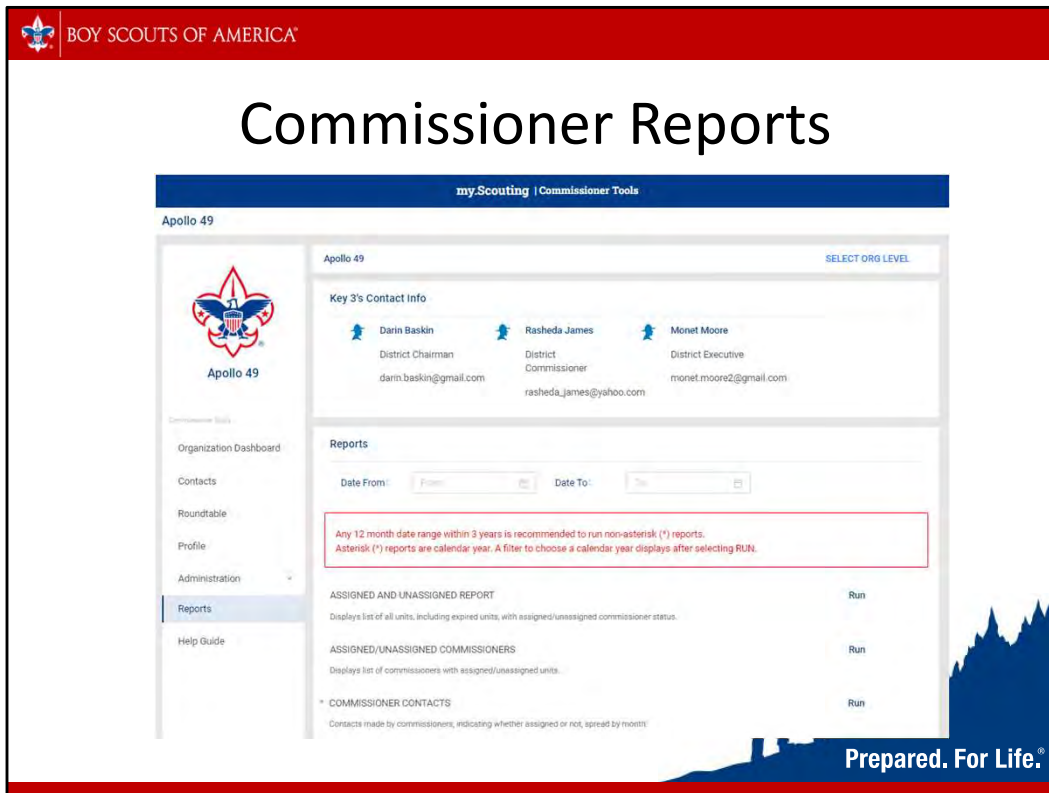 BOY SCOUTS OF AMERICA®
Commissioner Reports
my.Scouting | Commissioner Tools
Apollo 49
Apollo 49
Apollo 49
SELECT ORG LEVEL
Key 3's Contact Info
Darin Baskin
District Chairman
darin.baskin@gmail.com
Rasheda James
District
Commissioner
rasheda_james@yahoo.com
Monet Moore
District Executive
monet.moore2@gmail.com
Commissioner Tools
Organization Dashboard
Contacts
Roundtable
Profile
Administration
Reports
Help Guide
Reports
Date From: From Date To: To
Any 12 month date range within 3 years is recommended to run non-asterisk (*) reports.
Asterisk (*) reports are calendar year. A filter to choose a calendar year displays after selecting RUN.
ASSIGNED AND UNASSIGNED REPORT Run
Displays list of all units, including expired units, with assigned/unassigned commissioner status.
ASSIGNED/UNASSIGNED COMMISSIONERS Run
Displays list of commissioners with assigned/unassigned units.
* COMMISSIONER CONTACTS Run
Contacts made by commissioners, indicating whether assigned or not, spread by month.
Prepared. For Life.®